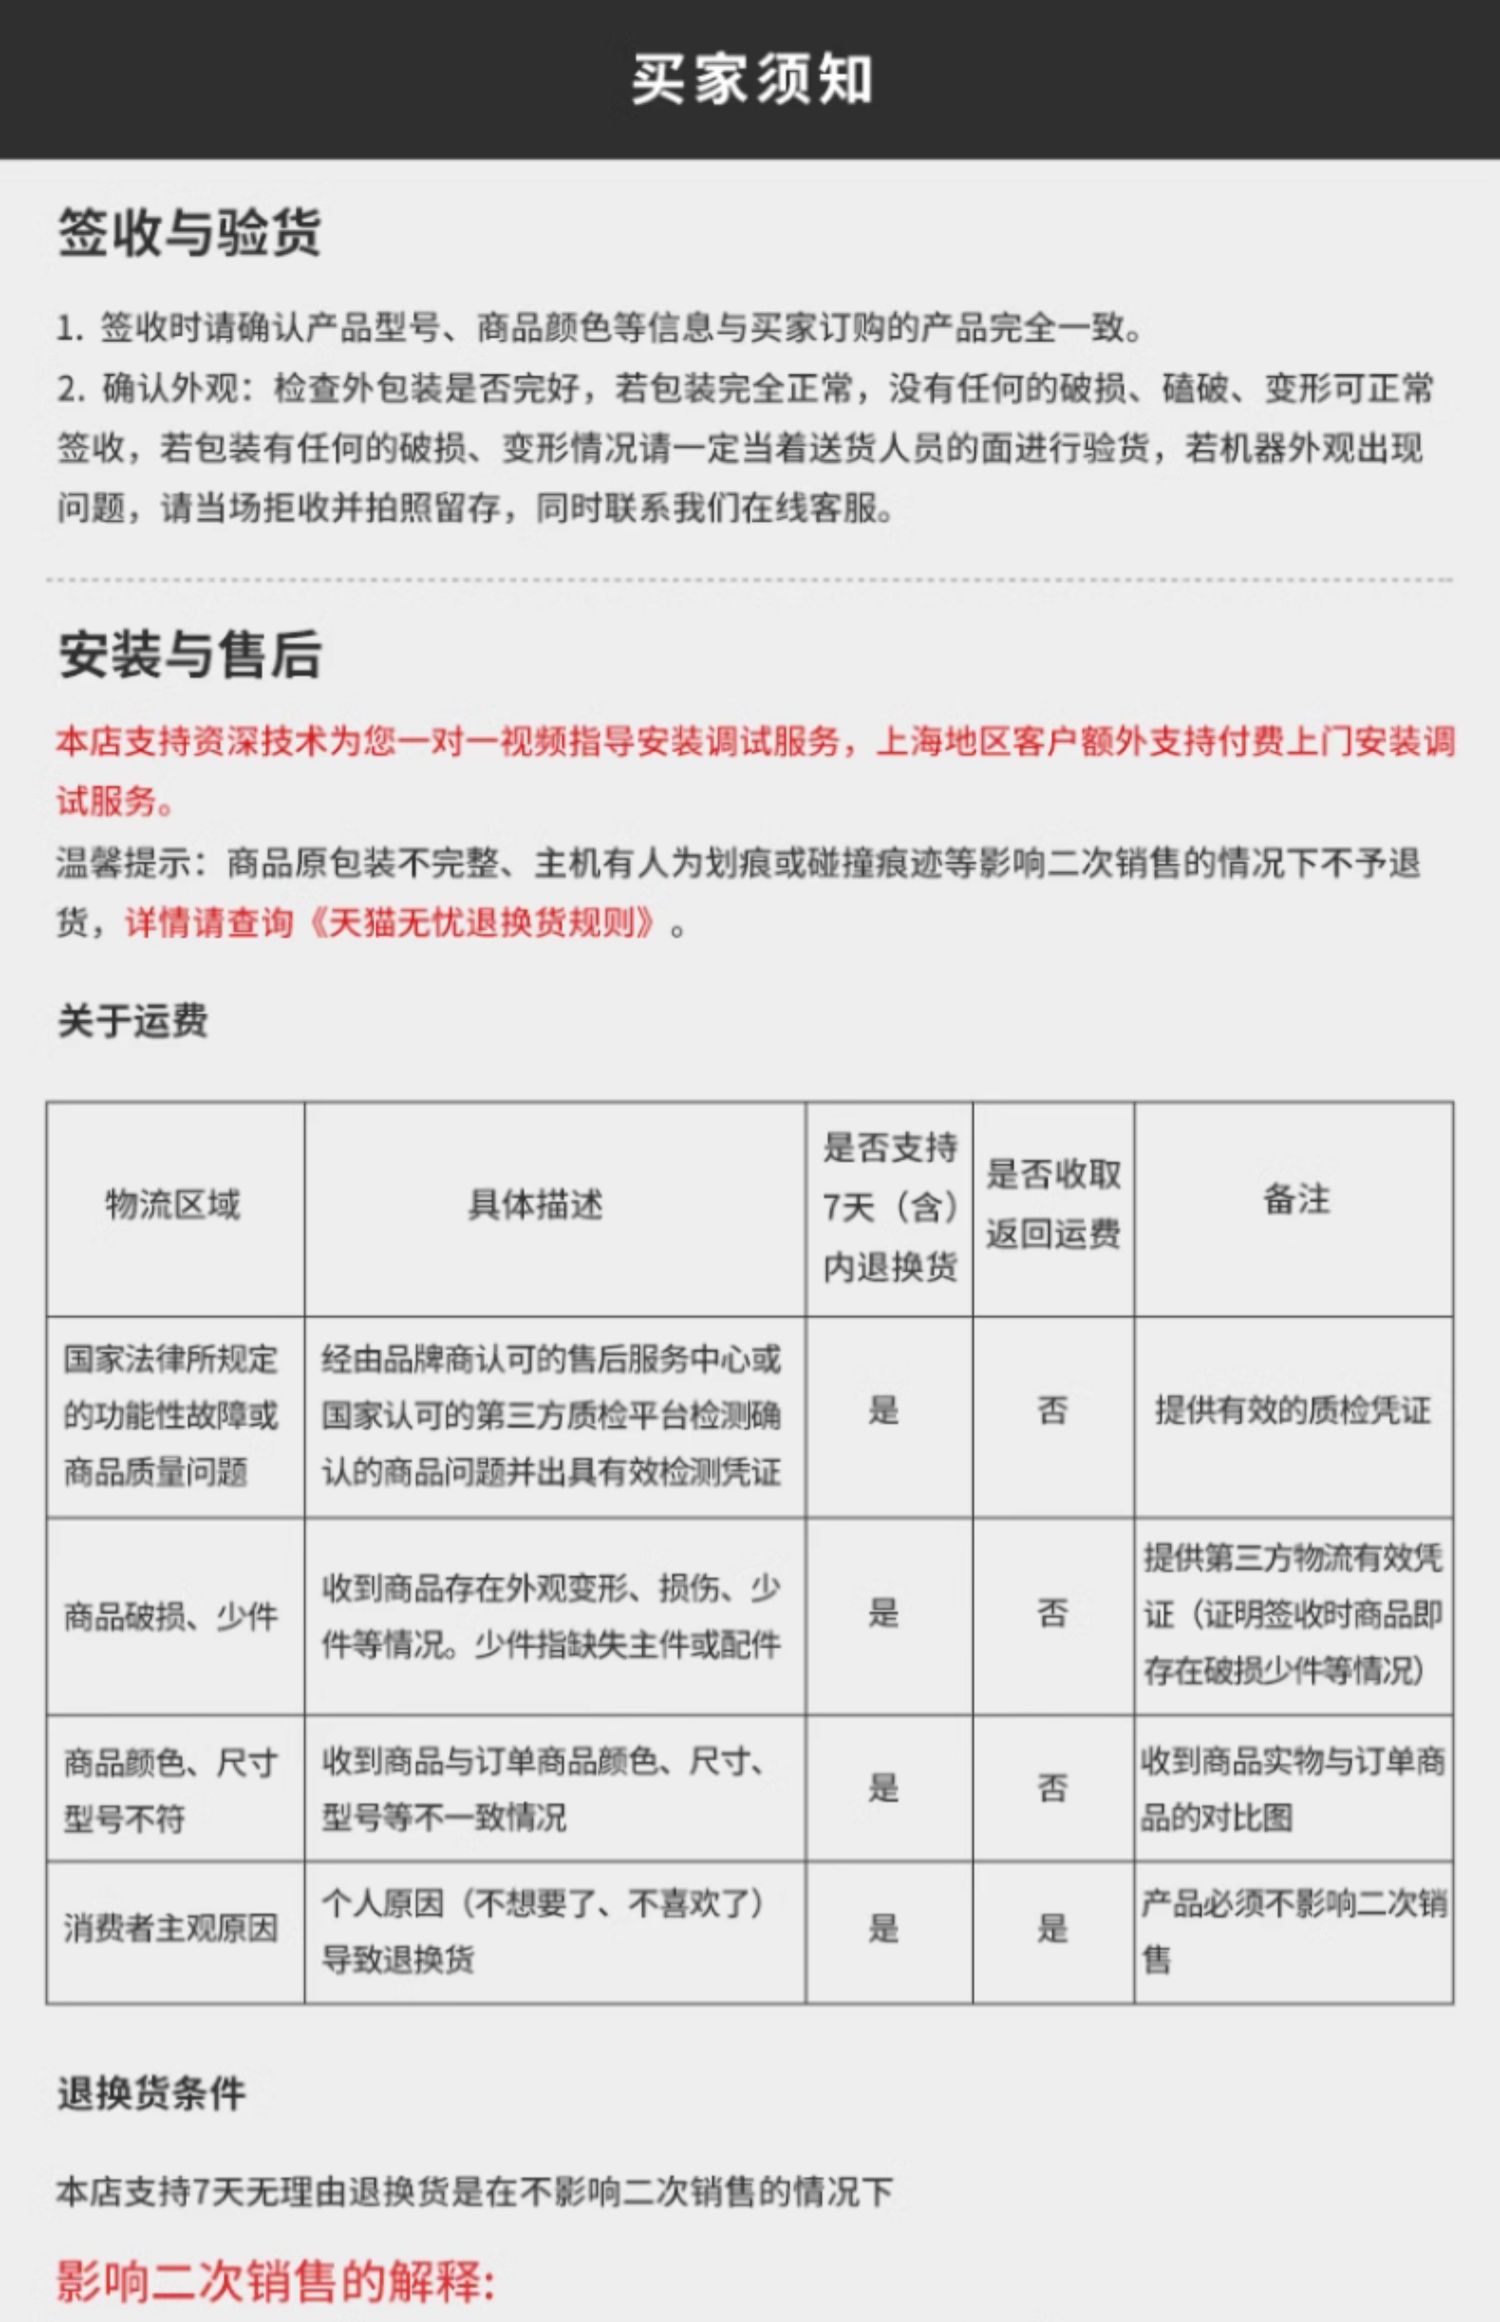 买家须知
签收与验货
1. 签收时请确认产品型号、商品颜色等信息与买家订购的产品完全一致。
2. 确认外观：检查外包装是否完好，若包装完全正常，没有任何的破损、磕破、变形可正常
签收，若包装有任何的破损、变形情况请一定当着送货人员的面进行验货，若机器外观出现
问题，请当场拒收并拍照留存，同时联系我们在线客服。
安装与售后
本店支持资深技术为您一对一视频指导安装调试服务，上海地区客户额外支持付费上门安装调
试服务。
温馨提示：商品原包装不完整、主机有人为划痕或碰撞痕迹等影响二次销售的情况下不予退
货，详情请查询《天猫无忧退换货规则》。
关于运费
物流区域
具体描述
是否支持
7天（含）
内退换货
是否收取
返回运费
备注
国家法律所规定
的功能性故障或
商品质量问题
经由品牌商认可的售后服务中心或
国家认可的第三方质检平台检测确
认的商品问题并出具有效检测凭证
是
否
提供有效的质检凭证
商品破损、少件
收到商品存在外观变形、损伤、少
件等情况。少件指缺失主件或配件
是
否
提供第三方物流有效凭
证（证明签收时商品即
存在破损少件等情况）
商品颜色、尺寸
型号不符
收到商品与订单商品颜色、尺寸、
型号等不一致情况
是
否
收到商品实物与订单商
品的对比图
消费者主观原因
个人原因（不想要了、不喜欢了）
导致退换货
是
是
产品必须不影响二次销
售
退换货条件
本店支持7天无理由退换货是在不影响二次销售的情况下
影响二次销售的解释: